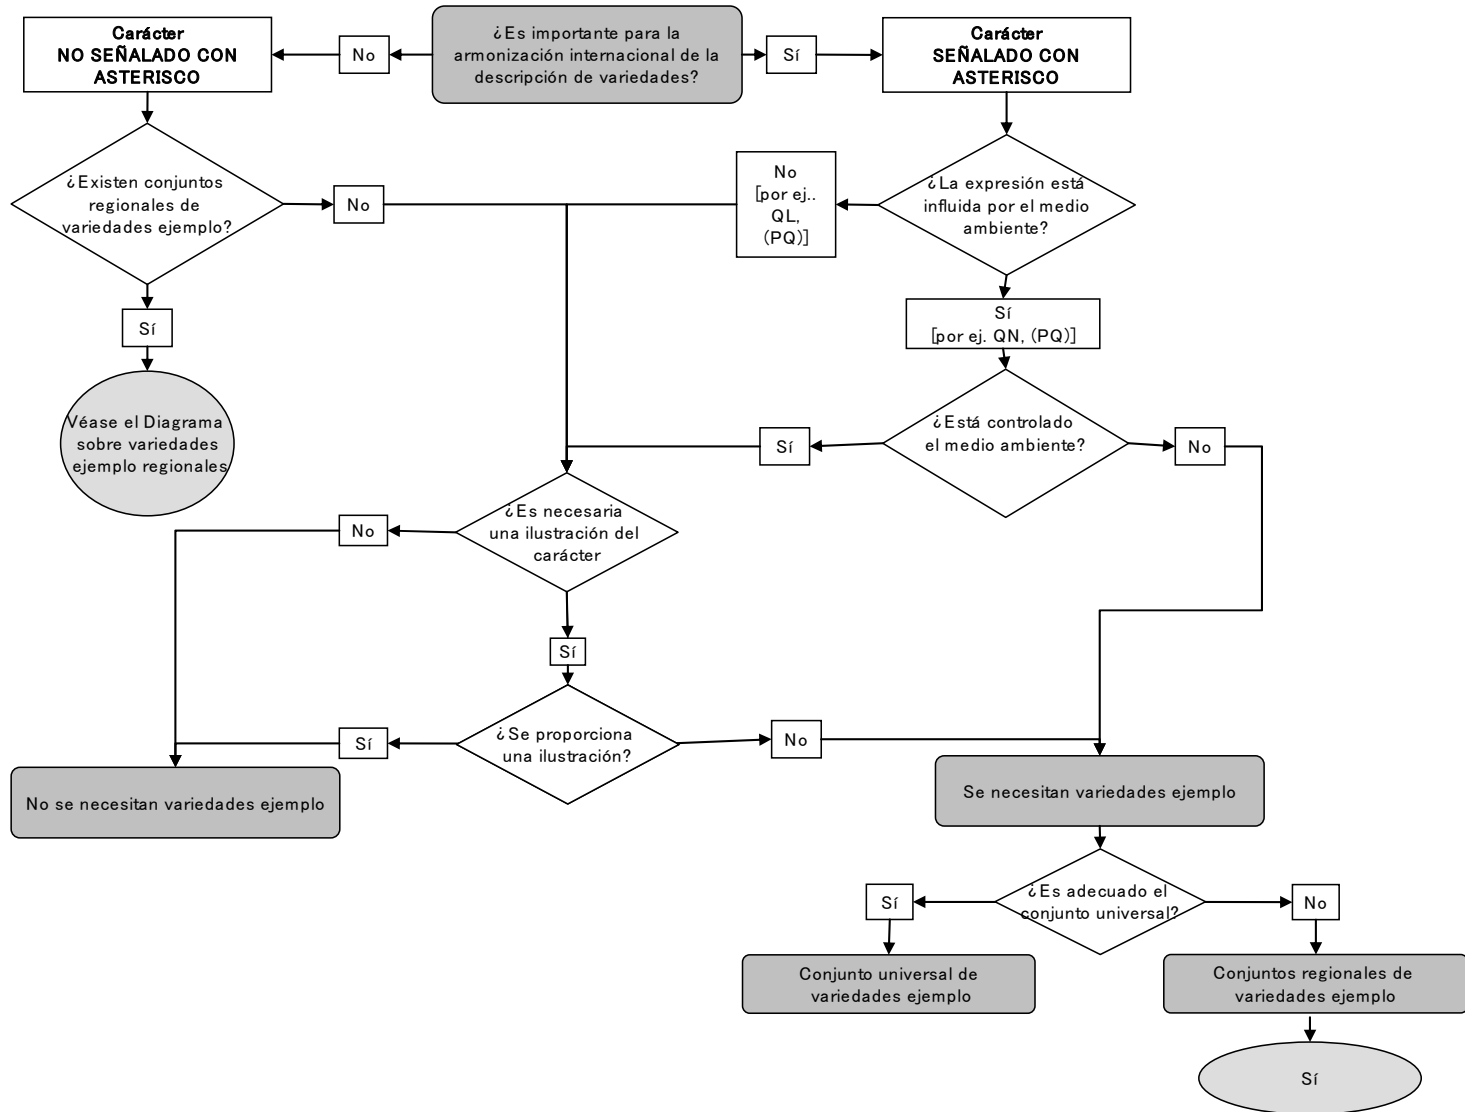 Carácter
NO SEÑALADO CON
ASTERISCO
No
¿Es importante para la
armonización internacional de la
descripción de variedades?
Sí
Carácter
SEÑALADO CON
ASTERISCO
¿Existen conjuntos
regionales de
variedades ejemplo?
No
No
[por ej..
QL,
(PQ)]
¿La expresión está
influida por el medio
ambiente?
Sí
Sí
[por ej. QN, (PQ)]
Véase el Diagrama
sobre variedades
ejemplo regionales
Sí
¿Está controlado
el medio ambiente?
No
No
¿Es necesaria
una ilustración del
carácter
Sí
Sí
¿Se proporciona
una ilustración?
No
No se necesitan variedades ejemplo
Se necesitan variedades ejemplo
Sí
¿Es adecuado el
conjunto universal?
No
Conjunto universal de
variedades ejemplo
Conjuntos regionales de
variedades ejemplo
Sí